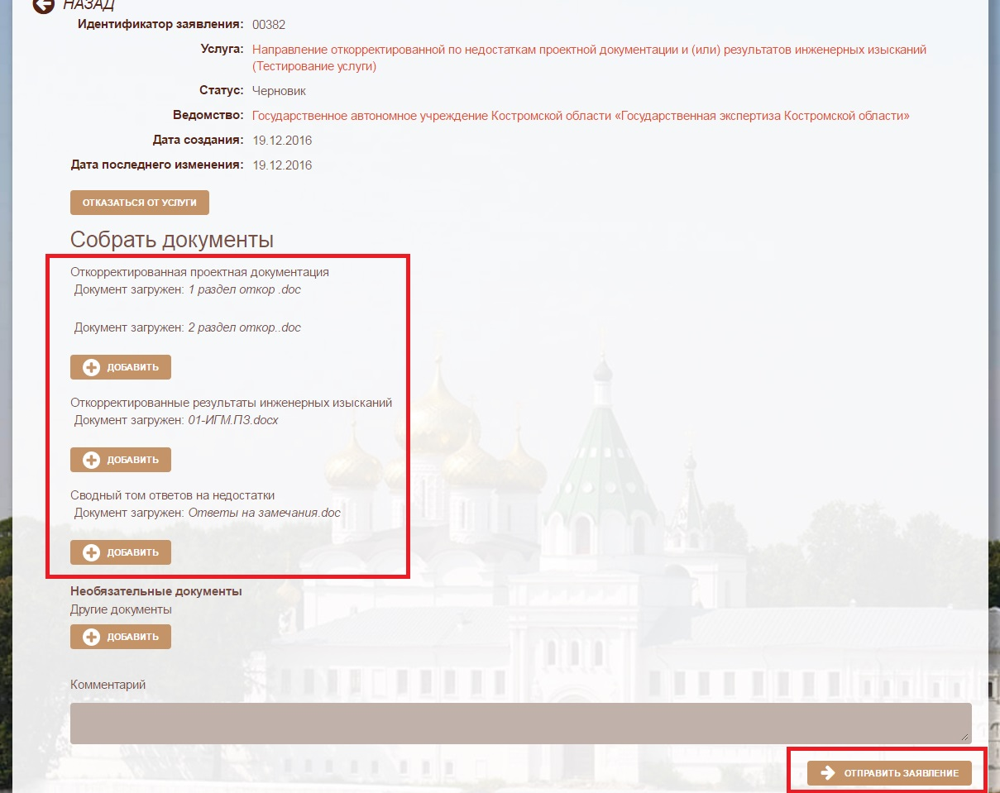 НАЗАД
Идентификатор заявления: 00382
Услуга: Направление откорректированной по недостаткам проектной документации и (или) результатов инженерных изысканий
(Тестирование услуги)
Статус: Черновик
Ведомство: Государственное автономное учреждение Костромской области «Государственная экспертиза Костромской области»
Дата создания: 19.12.2016
Дата последнего изменения: 19.12.2016
ОТКАЗАТЬСЯ ОТ УСЛУГИ
Собрать документы
Откорректированная проектная документация
Документ загружен: 1 раздел откор .doc
Документ загружен: 2 раздел откор..doc
ДОБАВИТЬ
Откорректированные результаты инженерных изысканий
Документ загружен: 01-ИГМ.ПЗ.docx
ДОБАВИТЬ
Сводный том ответов на недостатки
Документ загружен: Ответы на замечания.doc
ДОБАВИТЬ
Необязательные документы
Другие документы
ДОБАВИТЬ
Комментарий
ОТПРАВИТЬ ЗАЯВЛЕНИЕ